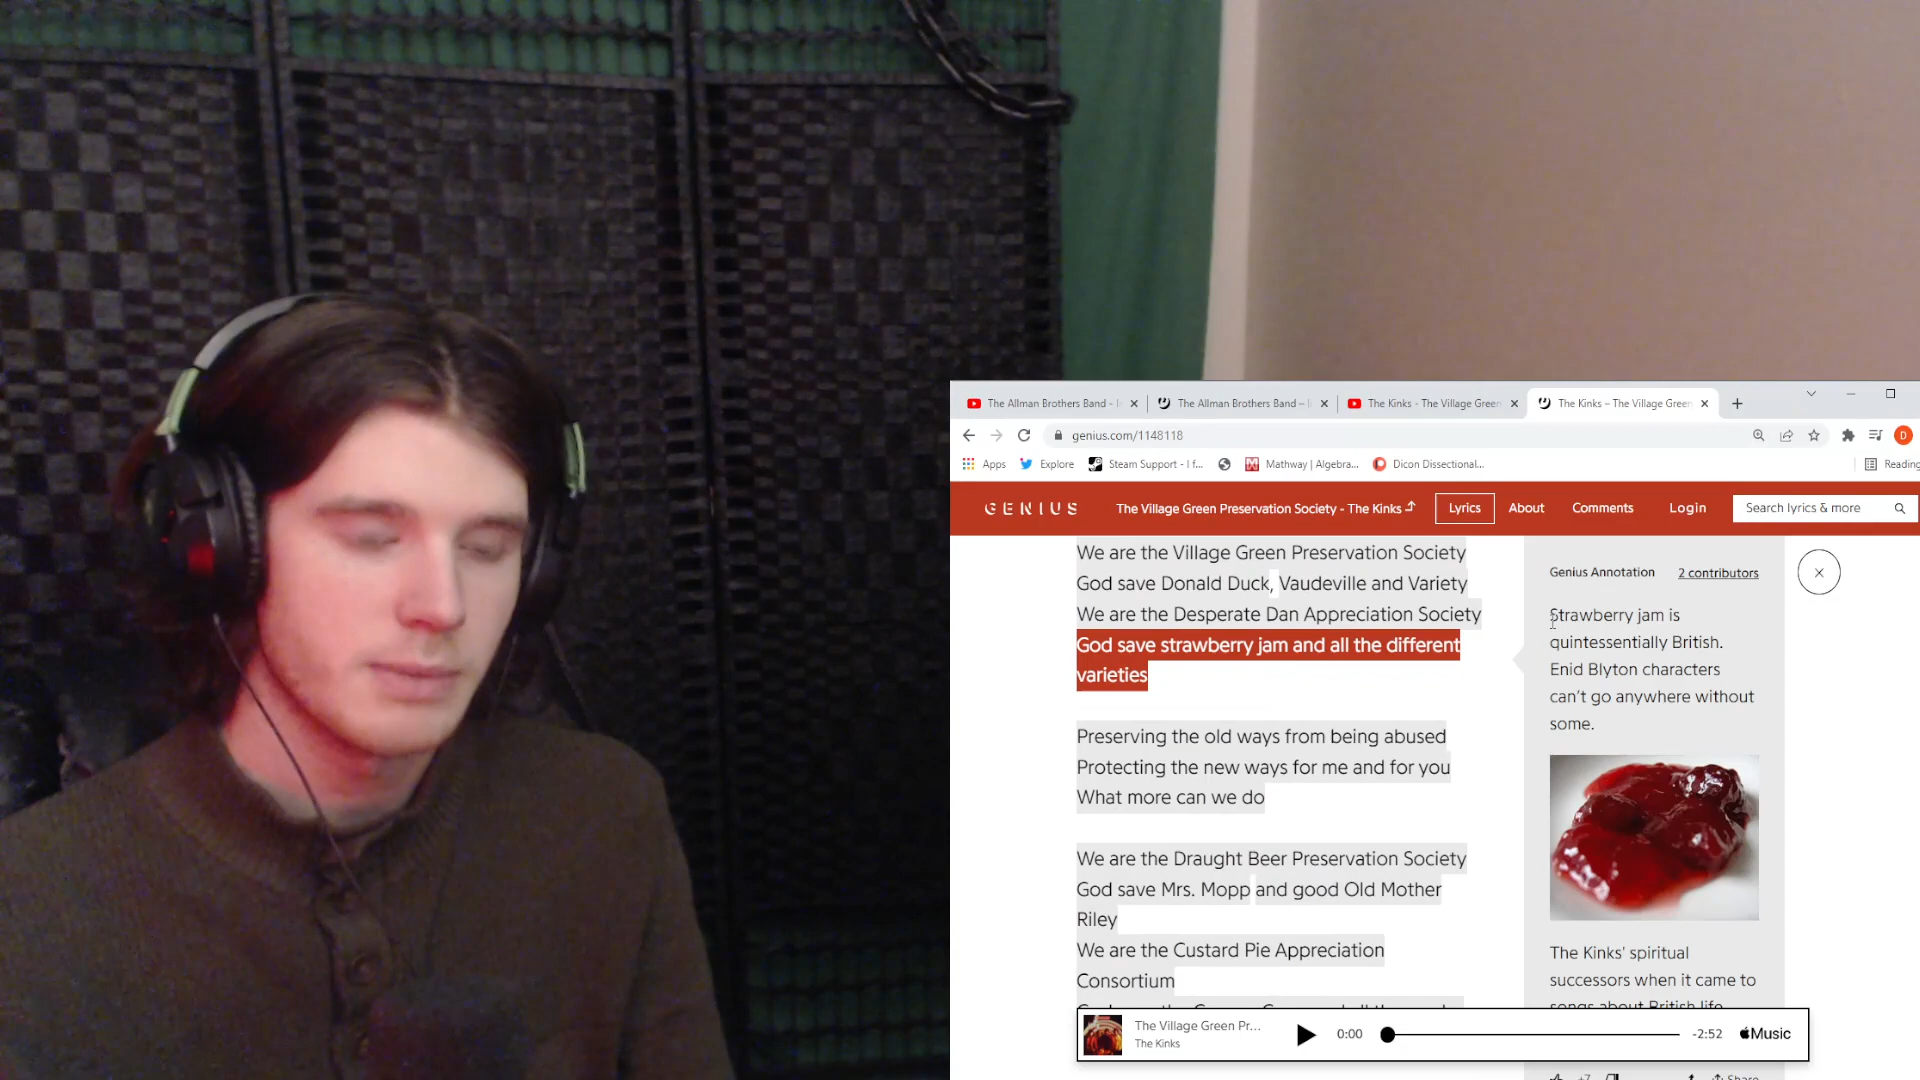 The Allman Brothers Band - I
The Allman Brothers Band –
The Kinks - The Village Green
The Kinks – The Village Green
genius.com/1148118
D
Apps
Explore
Steam Support - I f...
Mathway | Algebra...
Dicon Dissectional...
Reading
GENIUS
The Village Green Preservation Society - The Kinks
Lyrics
About
Comments
Login
Search lyrics & more
We are the Village Green Preservation Society
God save Donald Duck, Vaudeville and Variety
We are the Desperate Dan Appreciation Society
God save strawberry jam and all the different
varieties
Preserving the old ways from being abused
Protecting the new ways for me and for you
What more can we do
We are the Draught Beer Preservation Society
God save Mrs. Mopp and good Old Mother
Riley
We are the Custard Pie Appreciation
Consortium
Genius Annotation
2 contributors
Strawberry jam is
quintessentially British.
Enid Blyton characters
can't go anywhere without
some.
The Kinks' spiritual
successors when it came to
songs about British life
The Village Green Pr...
The Kinks
0:00
-2:52
Music
+7
Share